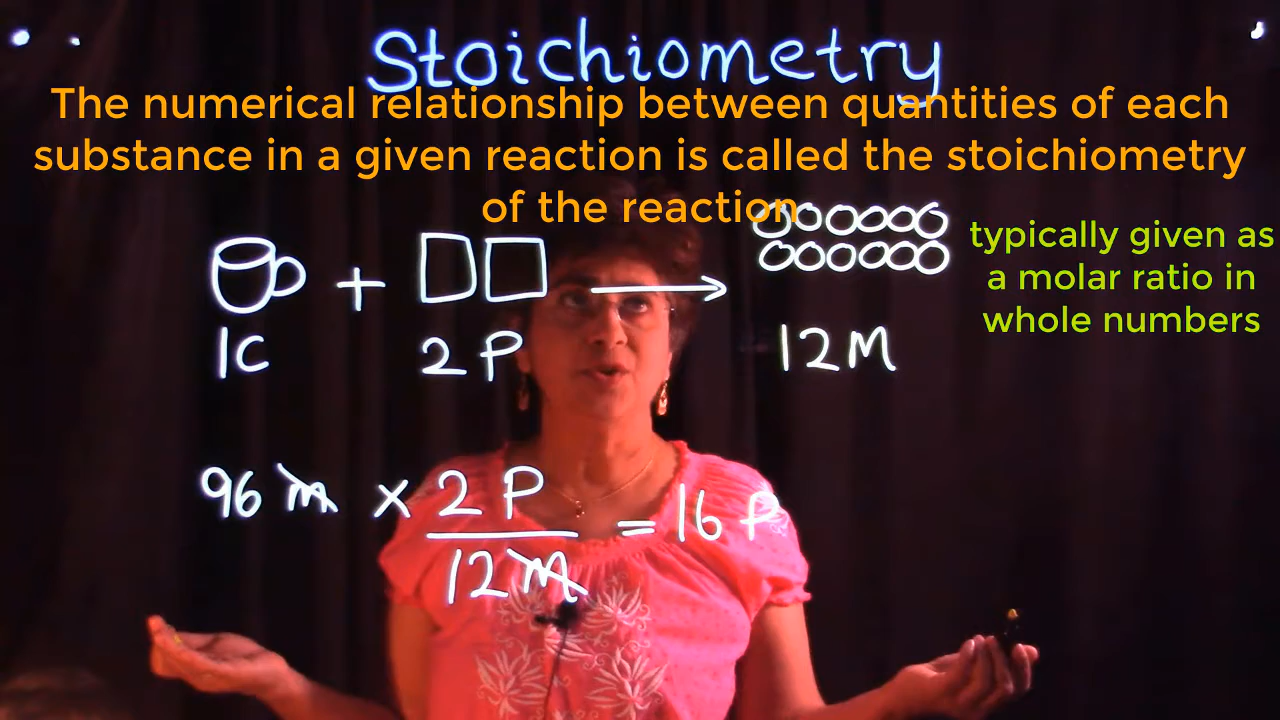 Stoichiometry
The numerical relationship between quantities of each
substance in a given reaction is called the stoichiometry
of the reaction
typically given as
a molar ratio in
whole numbers
+ →
1C 2 P 12M
96 m × 2 P = 16 P
12 m